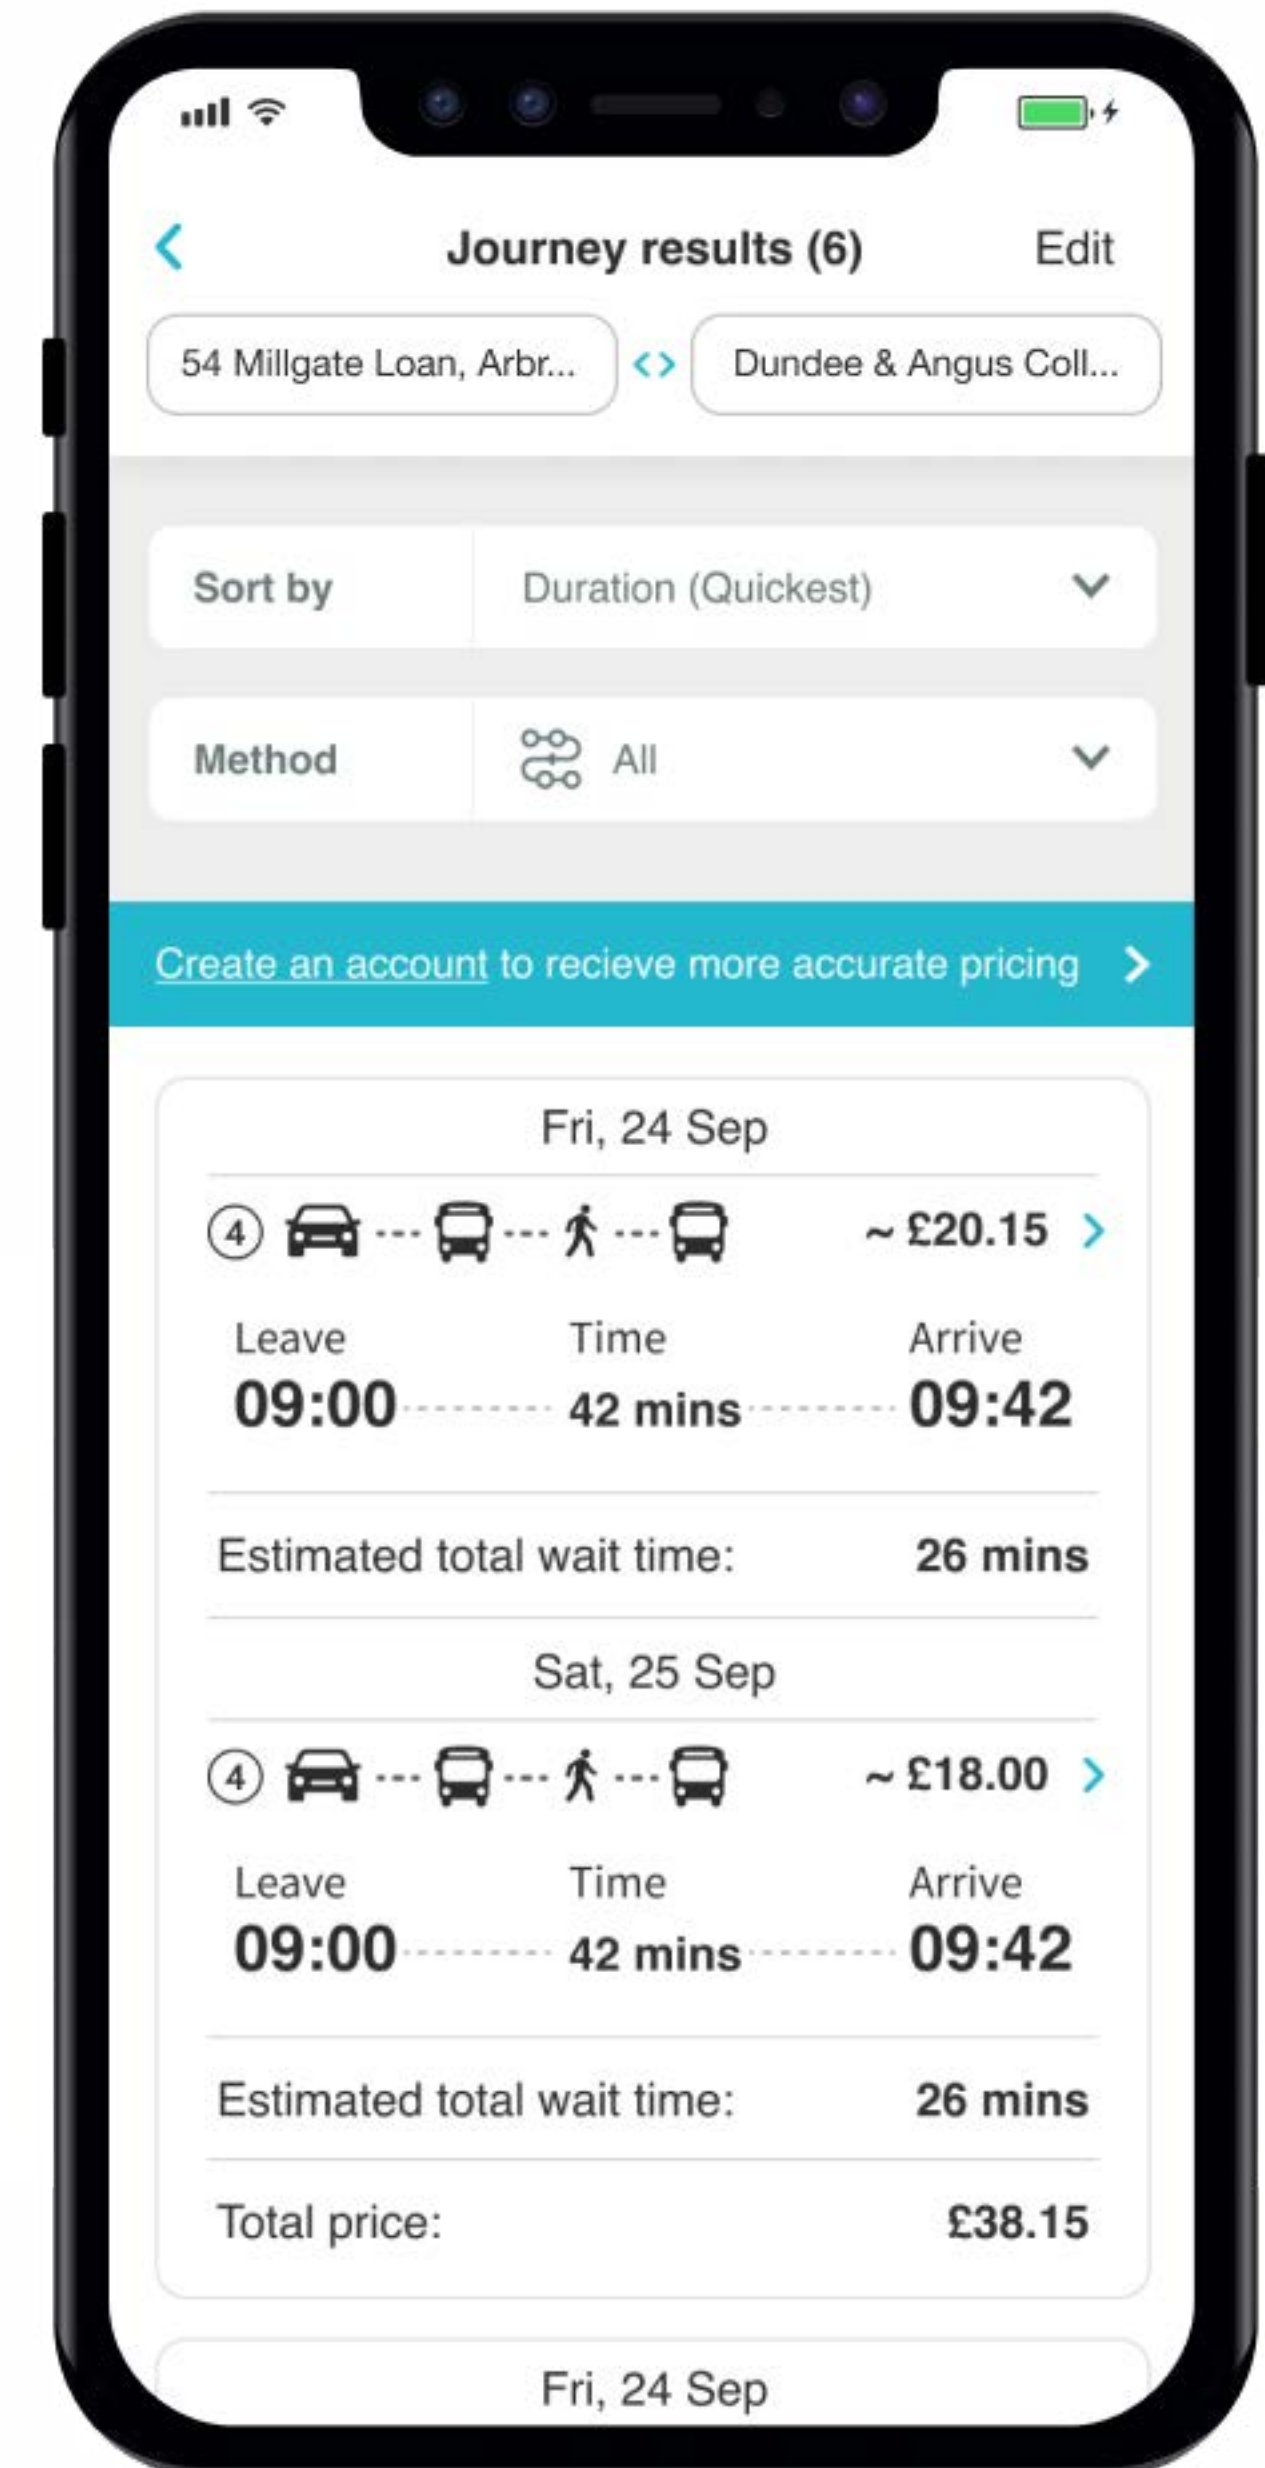 Journey results (6) Edit
54 Millgate Loan, Arbr... <> Dundee & Angus Coll...
Sort by Duration (Quickest)
Method All
Create an account to recieve more accurate pricing
Fri, 24 Sep
4 ~ £20.15
Leave Time Arrive
09:00 42 mins 09:42
Estimated total wait time: 26 mins
Sat, 25 Sep
4 ~ £18.00
Leave Time Arrive
09:00 42 mins 09:42
Estimated total wait time: 26 mins
Total price: £38.15
Fri, 24 Sep